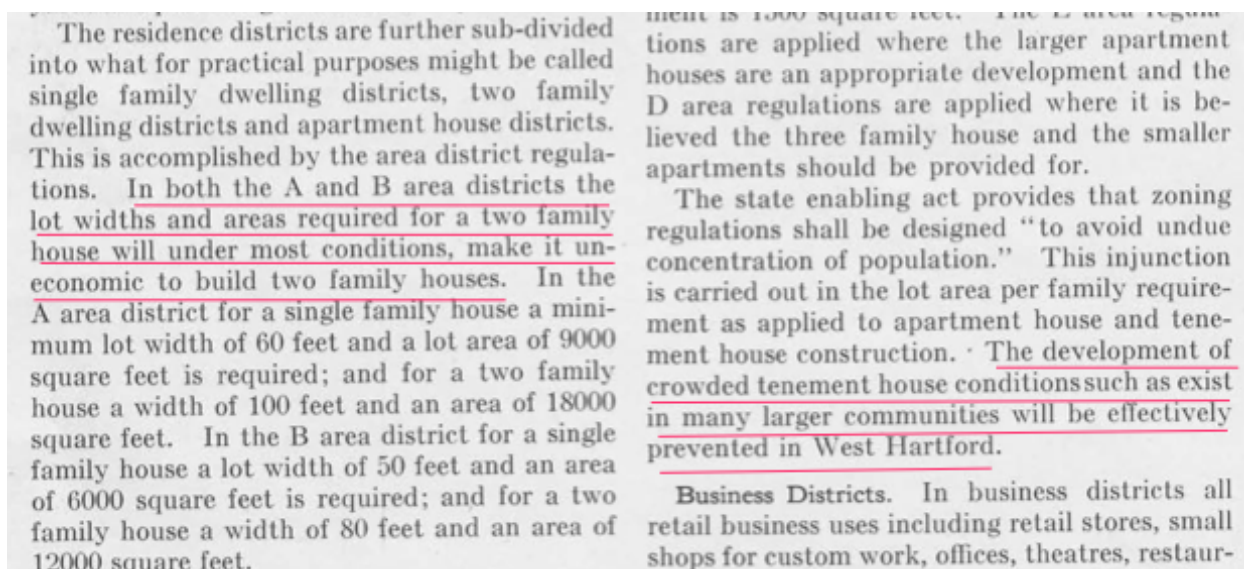 The residence districts are further sub-divided
into what for practical purposes might be called
single family dwelling districts, two family
dwelling districts and apartment house districts.
This is accomplished by the area district regula-
tions. In both the A and B area districts the
lot widths and areas required for a two family
house will under most conditions, make it un-
economic to build two family houses. In the
A area district for a single family house a mini-
mum lot width of 60 feet and a lot area of 9000
square feet is required; and for a two family
house a width of 100 feet and an area of 18000
square feet. In the B area district for a single
family house a lot width of 50 feet and an area
of 6000 square feet is required; and for a two
family house a width of 80 feet and an area of
12000 square feet.
ment is 1500 square feet. The E area regula-
tions are applied where the larger apartment
houses are an appropriate development and the
D area regulations are applied where it is be-
lieved the three family house and the smaller
apartments should be provided for.
The state enabling act provides that zoning
regulations shall be designed "to avoid undue
concentration of population." This injunction
is carried out in the lot area per family require-
ment as applied to apartment house and tene-
ment house construction. The development of
crowded tenement house conditions such as exist
in many larger communities will be effectively
prevented in West Hartford.
Business Districts. In business districts all
retail business uses including retail stores, small
shops for custom work, offices, theatres, restaur-